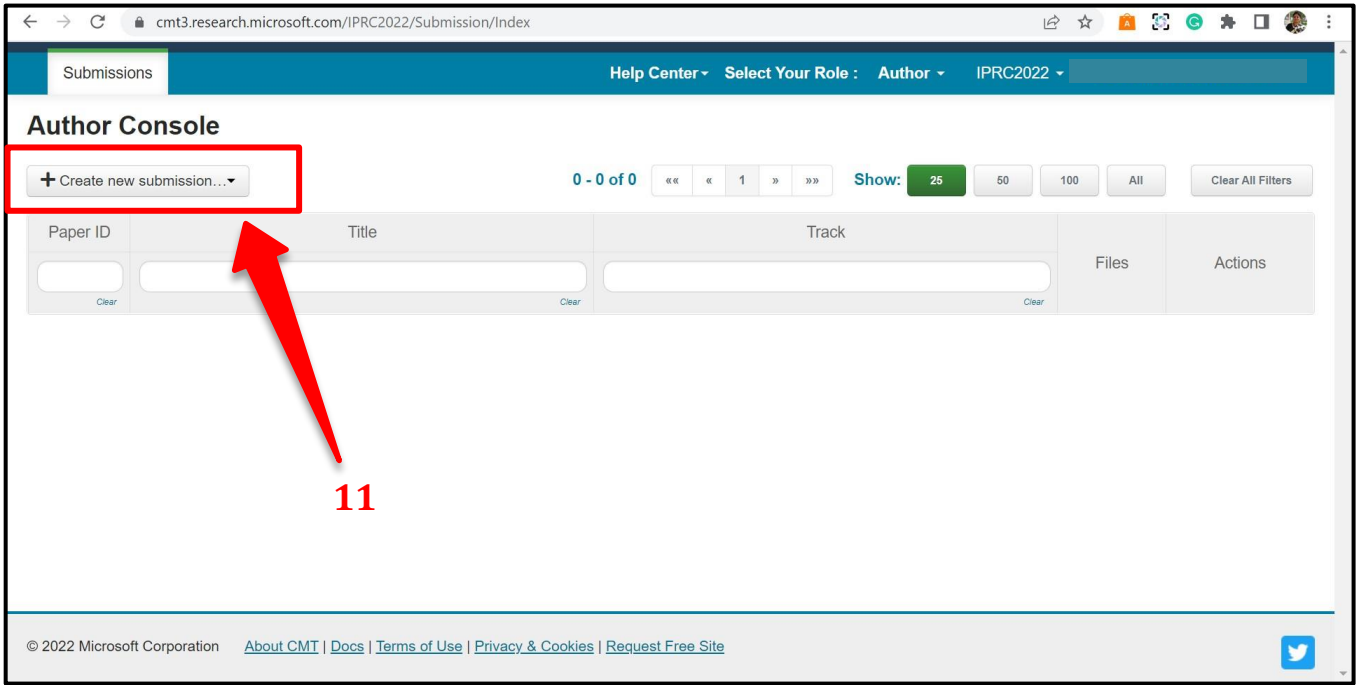 cmt3.research.microsoft.com/IPRC2022/Submission/Index
Submissions Help Center Select Your Role : Author IPRC2022
Author Console
+ Create new submission... 0 - 0 of 0 «« « 1 » »» Show: 25 50 100 All Clear All Filters
Paper ID Title Track Files Actions
Clear Clear Clear
11
© 2022 Microsoft Corporation About CMT | Docs | Terms of Use | Privacy & Cookies | Request Free Site